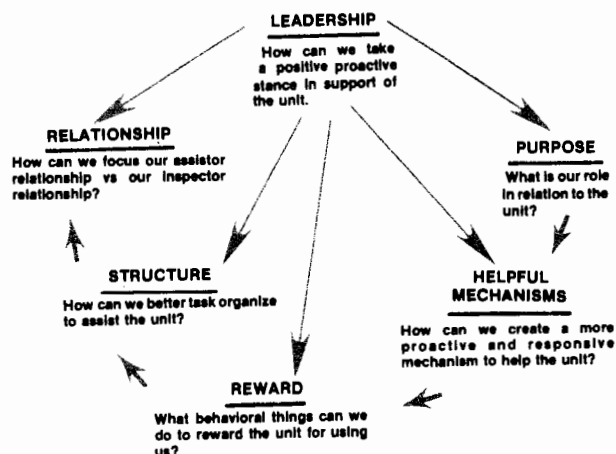 LEADERSHIP
How can we take
a positive proactive
stance in support of
the unit.
RELATIONSHIP
How can we focus our assistor
relationship vs our inspector
relationship?
PURPOSE
What is our role
in relation to the
unit?
STRUCTURE
How can we better task organize
to assist the unit?
HELPFUL
MECHANISMS
How can we create a more
proactive and responsive
mechanism to help the unit?
REWARD
What behavioral things can we
do to reward the unit for using
us?